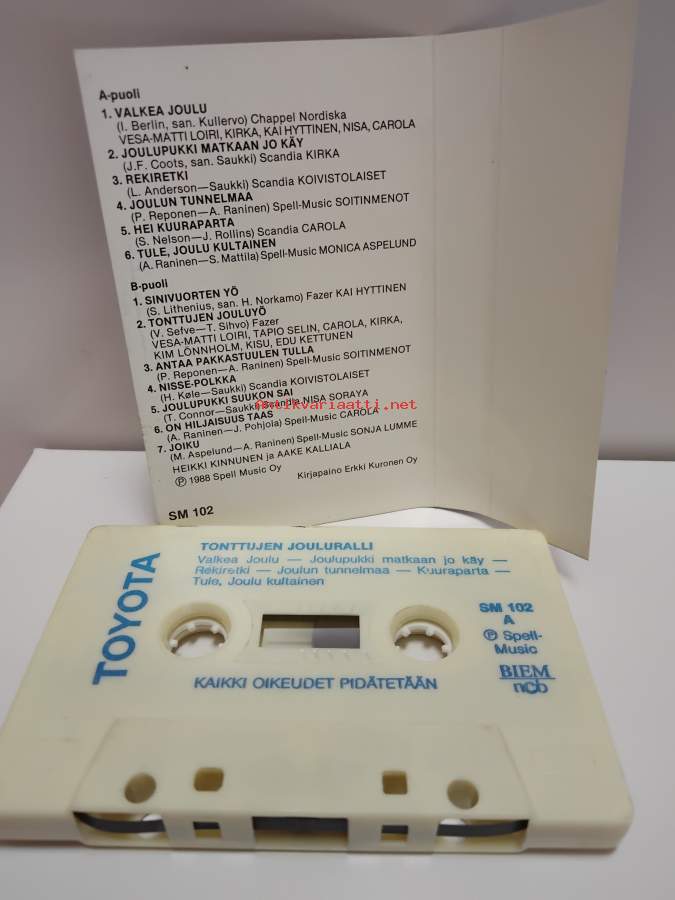 A-puoli
1. VALKEA JOULU
(I. Berlin, san. Kullervo) Chappel Nordiska
VESA-MATTI LOIRI, KIRKA, KAI HYTTINEN, NISA, CAROLA
2. JOULUPUKKI MATKAAN JO KÄY
(J.F. Coots, san. Saukki) Scandia KIRKA
3. REKIRETKI
(L. Anderson—Saukki) Scandia KOIVISTOLAISET
4. JOULUN TUNNELMAA
(P. Reponen—A. Raninen) Spell-Music SOITINMENOT
5. HEI KUURAPARTA
(S. Nelson—J. Rollins) Scandia CAROLA
6. TULE, JOULU KULTAINEN
(A. Raninen—S. Mattila) Spell-Music MONICA ASPELUND
B-puoli
1. SINIVUORTEN YÖ
(S. Lithenius, san. H. Norkamo) Fazer KAI HYTTINEN
2. TONTTUJEN JOULUYÖ
(V. Sefve—T. Sihvo) Fazer
VESA-MATTI LOIRI, TAPIO SELIN, CAROLA, KIRKA,
KIM LÖNNHOLM, KISU, EDU KETTUNEN
3. ANTAA PAKKASTUULEN TULLA
(P. Reponen—A. Raninen) Spell-Music SOITINMENOT
4. NISSE-POLKKA
(H. Køle—Saukki) Scandia KOIVISTOLAISET
5. JOULUPUKKI SUUKON SAI
(T. Connor—Saukki) Scandia NISA SORAYA
Antikvariaatti.net
6. ON HILJAISUUS TAAS
(A. Raninen—J. Pohjola) Spell-Music CAROLA
7. JOIKU
(M. Aspelund—A. Raninen) Spell-Music SONJA LUMME
HEIKKI KINNUNEN ja AAKE KALLIALA
Ⓟ 1988 Spell Music Oy
Kirjapaino Erkki Kuronen Oy
SM 102
TOYOTA
TONTTUJEN JOULURALLI
Valkea Joulu — Joulupukki matkaan jo käy —
Rekiretki — Joulun tunnelmaa — Kuuraparta —
Tule, Joulu kultainen
SM 102
A
Ⓟ Spell-
Music
BIEM
ncb
KAIKKI OIKEUDET PIDÄTETÄÄN